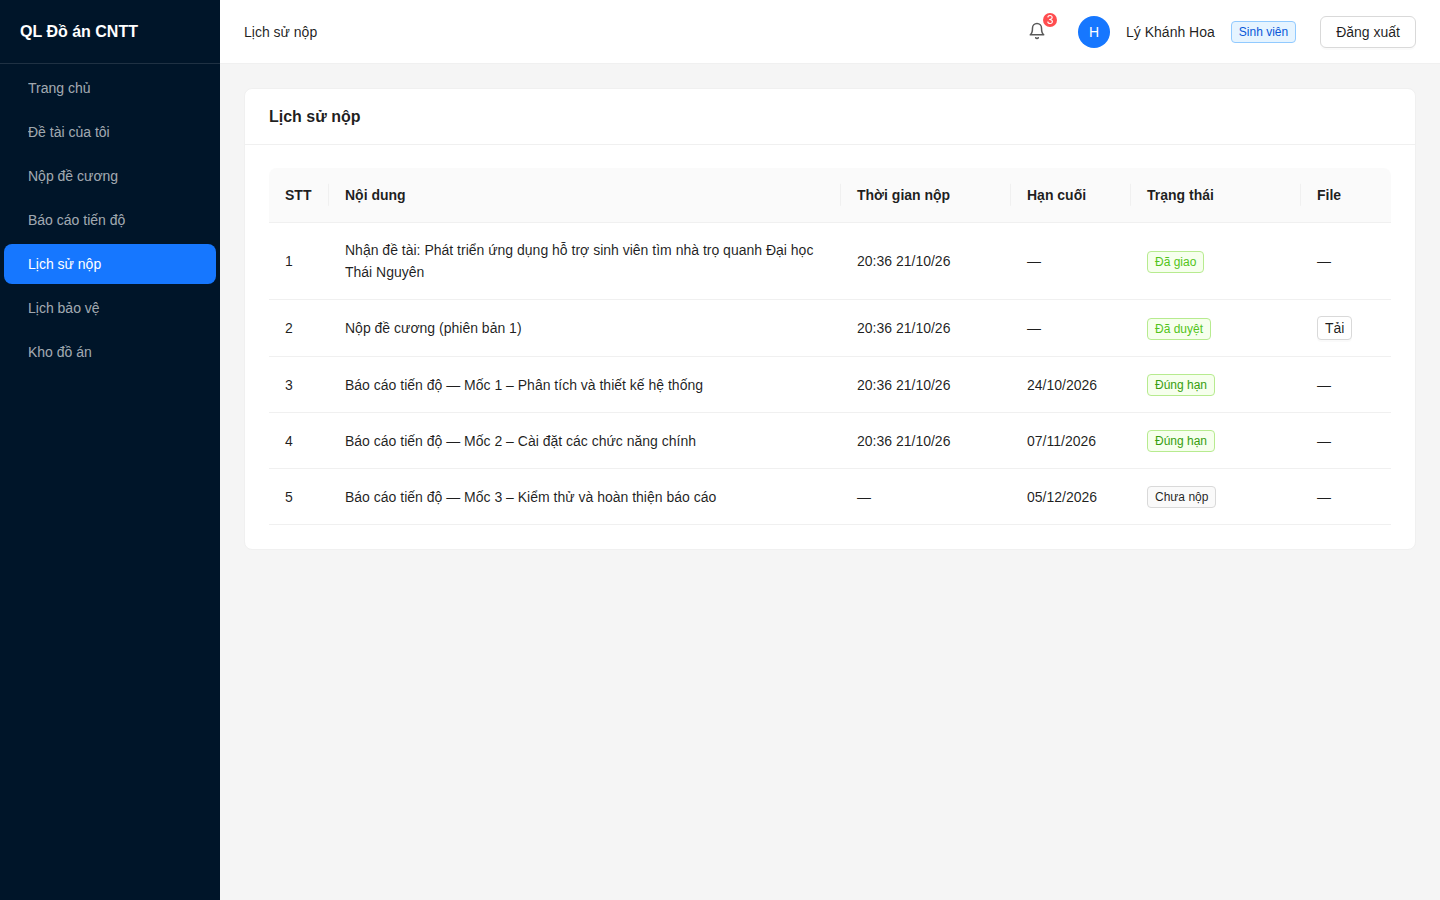 QL Đồ án CNTT
Trang chủ
Đề tài của tôi
Nộp đề cương
Báo cáo tiến độ
Lịch sử nộp
Lịch bảo vệ
Kho đồ án
Lịch sử nộp
3
H
Lý Khánh Hoa
Sinh viên
Đăng xuất
Lịch sử nộp
STT Nội dung Thời gian nộp Hạn cuối Trạng thái File
1 Nhận đề tài: Phát triển ứng dụng hỗ trợ sinh viên tìm nhà trọ quanh Đại học
Thái Nguyên 20:36 21/10/26 — Đã giao —
2 Nộp đề cương (phiên bản 1) 20:36 21/10/26 — Đã duyệt Tải
3 Báo cáo tiến độ — Mốc 1 – Phân tích và thiết kế hệ thống 20:36 21/10/26 24/10/2026 Đúng hạn —
4 Báo cáo tiến độ — Mốc 2 – Cài đặt các chức năng chính 20:36 21/10/26 07/11/2026 Đúng hạn —
5 Báo cáo tiến độ — Mốc 3 – Kiểm thử và hoàn thiện báo cáo — 05/12/2026 Chưa nộp —